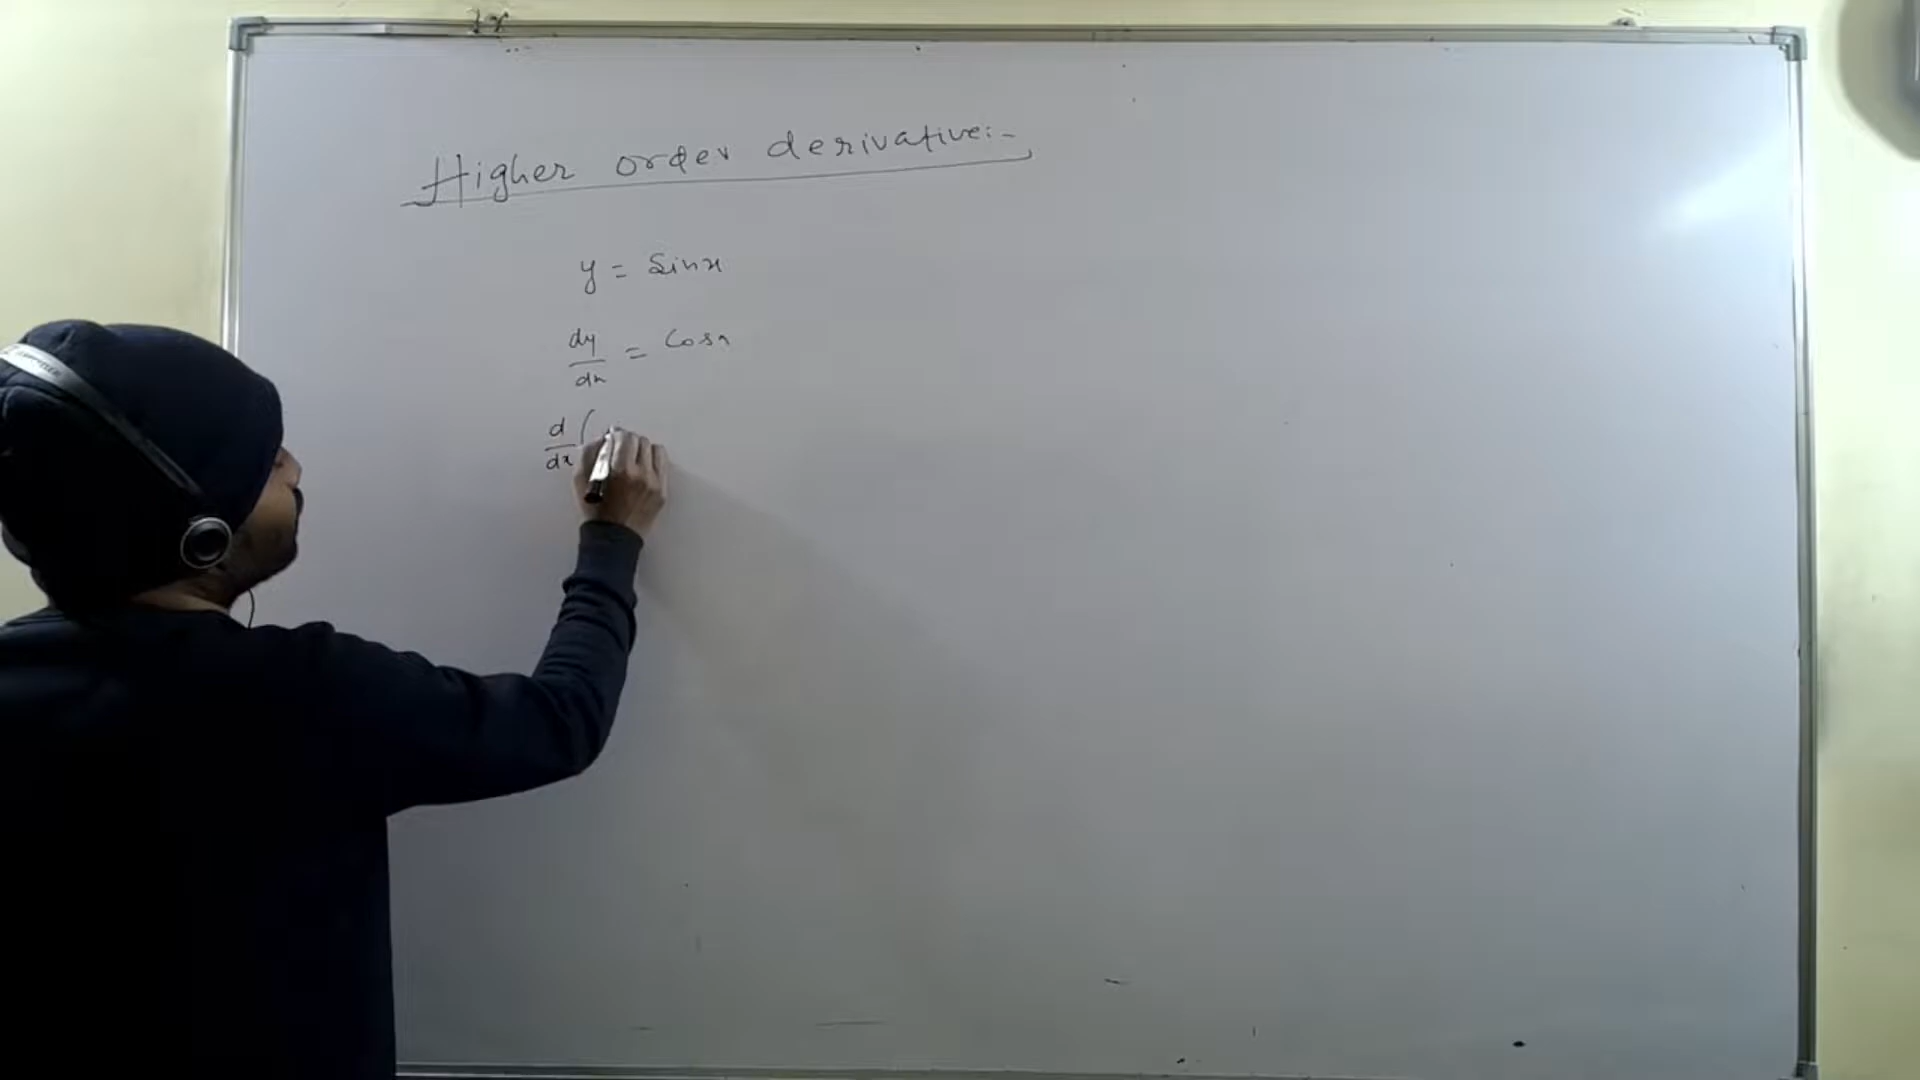 Higher order derivative:-
y = Sinx
dy/dx = Cosx
d/dx (